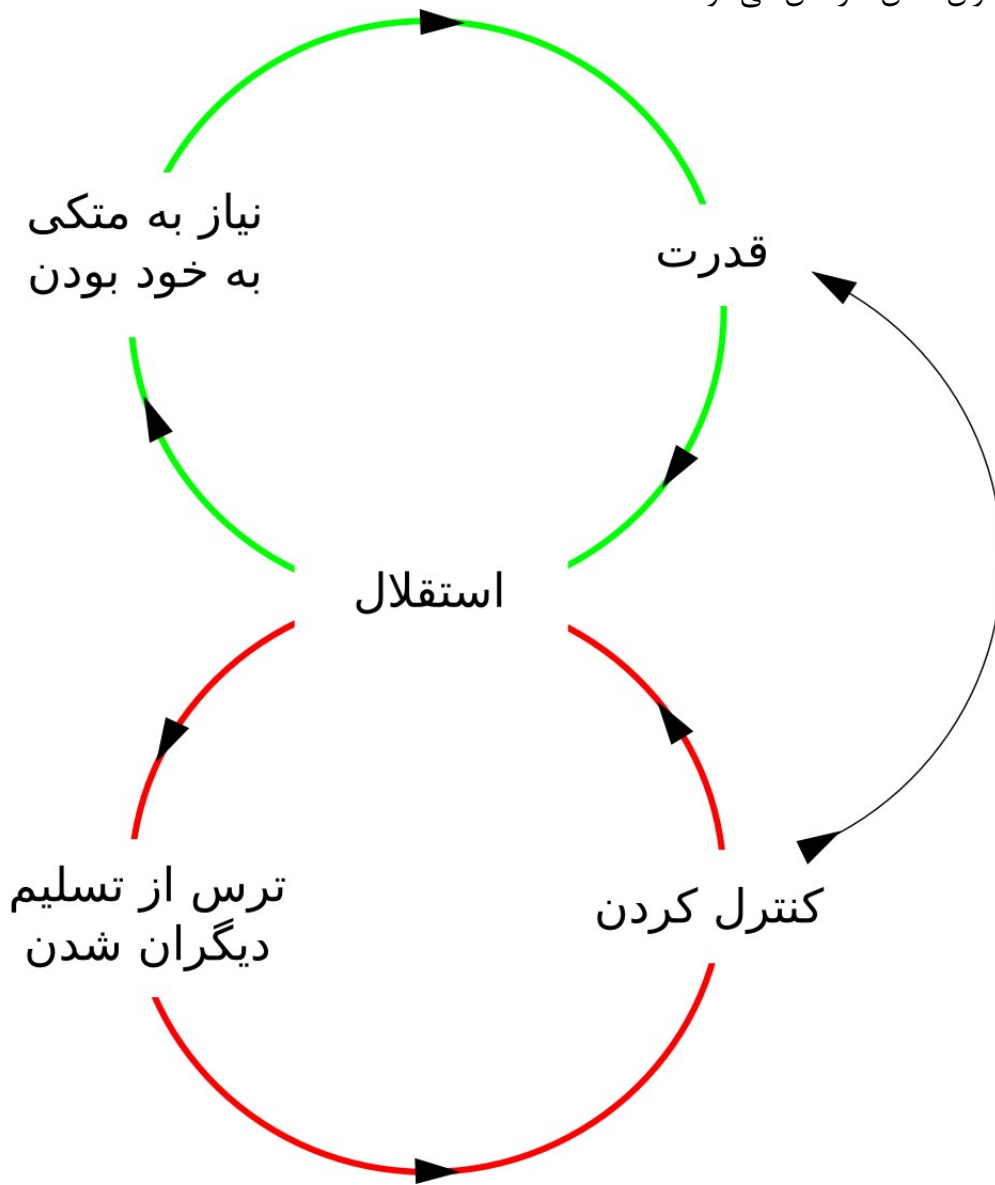 نیاز به متکی
به خود بودن
قدرت
استقلال
ترس از تسلیم
دیگران شدن
کنترل کردن